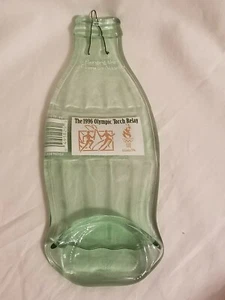 The 1996 Olympic Torch Relay